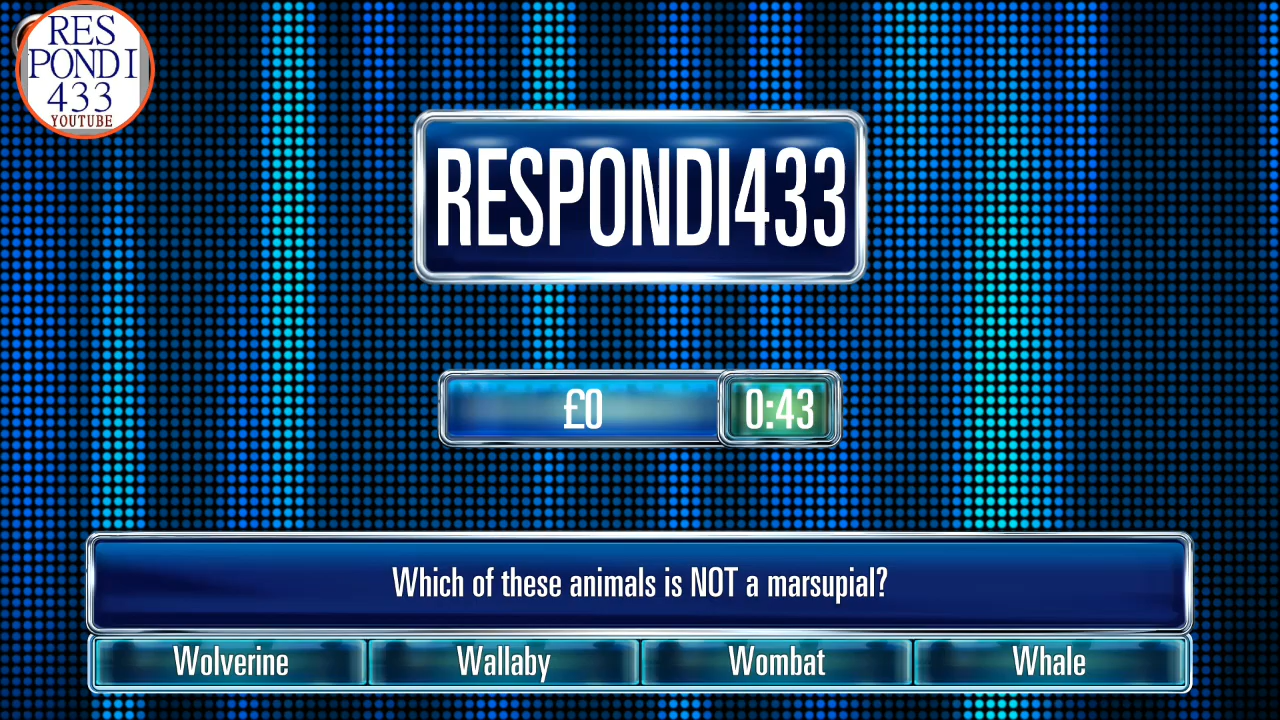 RES
POND I
433
YOUTUBE
RESPONDI433
£0
0:43
Which of these animals is NOT a marsupial?
Wolverine
Wallaby
Wombat
Whale